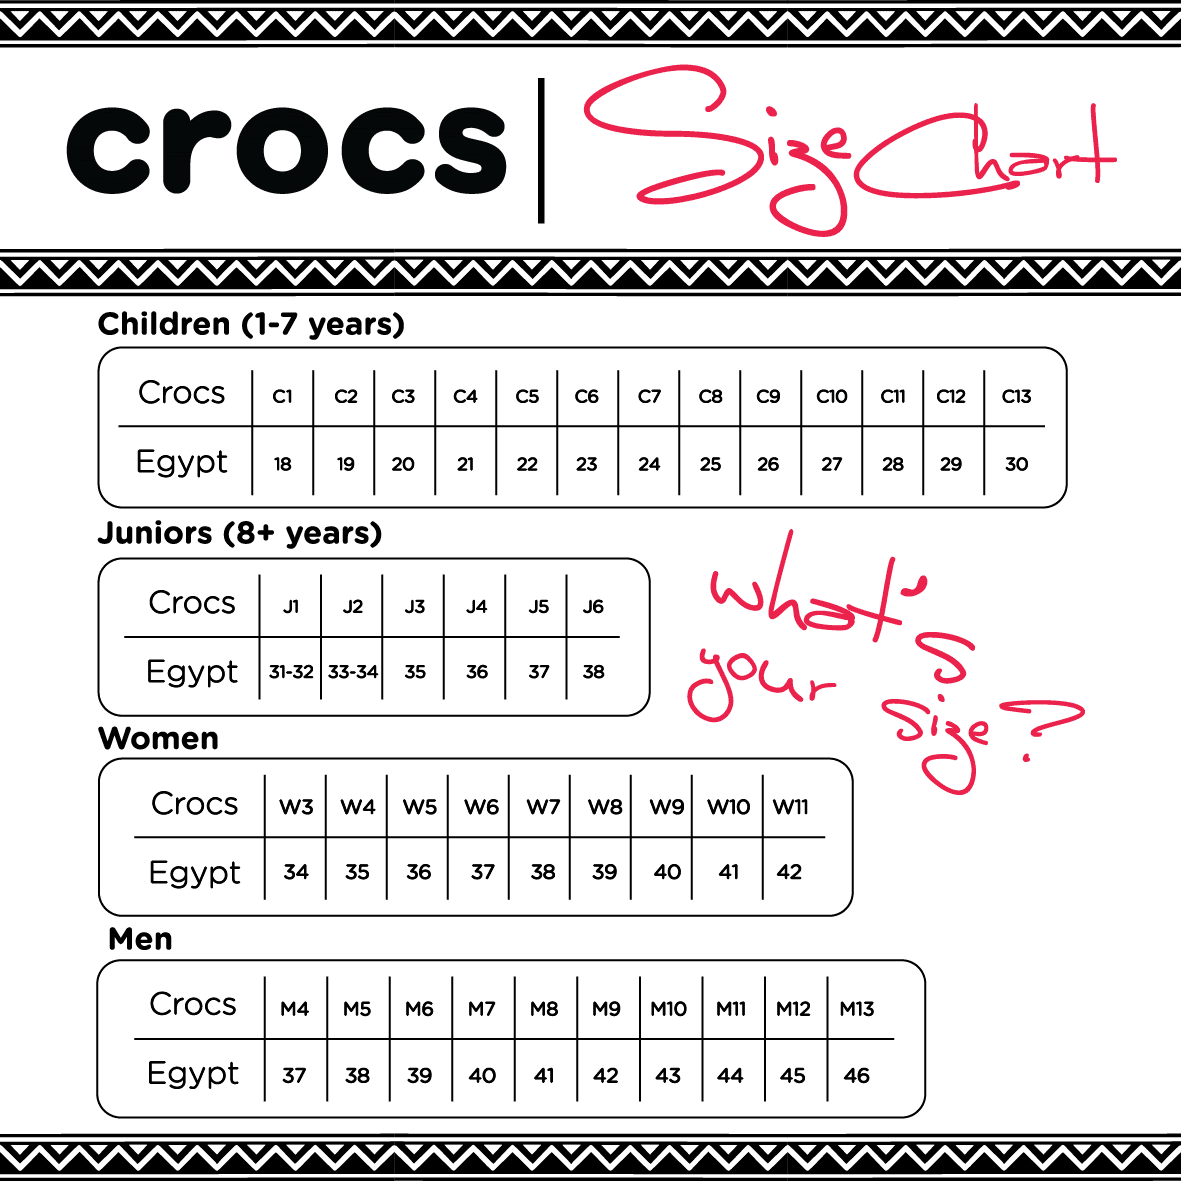 crocs | Size Chart
Children (1-7 years)
Crocs C1 C2 C3 C4 C5 C6 C7 C8 C9 C10 C11 C12 C13
Egypt 18 19 20 21 22 23 24 25 26 27 28 29 30
Juniors (8+ years)
Crocs J1 J2 J3 J4 J5 J6
Egypt 31-32 33-34 35 36 37 38
what's
your size?
Women
Crocs W3 W4 W5 W6 W7 W8 W9 W10 W11
Egypt 34 35 36 37 38 39 40 41 42
Men
Crocs M4 M5 M6 M7 M8 M9 M10 M11 M12 M13
Egypt 37 38 39 40 41 42 43 44 45 46